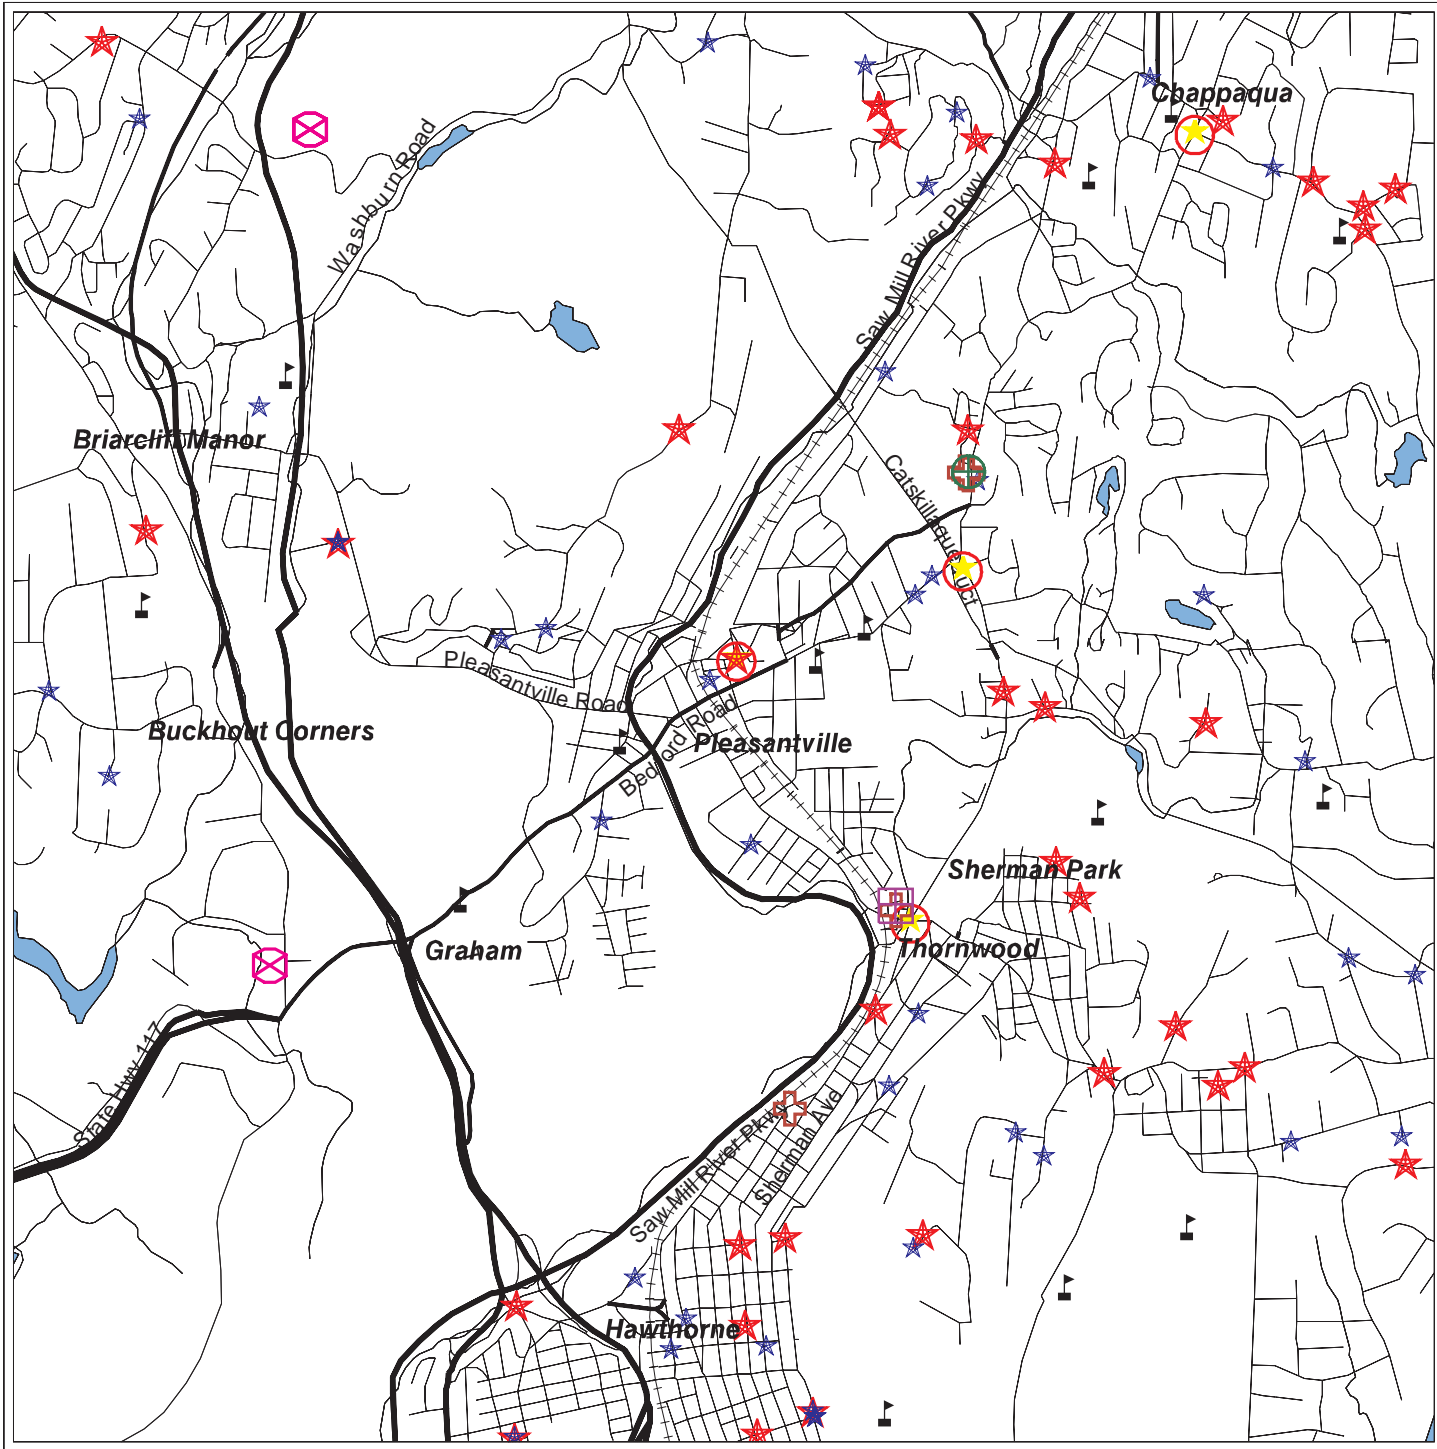 Chappaqua
Washburn Road
Saw Mill River Pkwy
Briarcliff Manor
Catskill Aqueduct
Pleasantville Road
Buckhout Corners
Bedford Road
Pleasantville
Sherman Park
Graham
Thornwood
State Hwy 117
Saw Mill River Pkwy
Sherman Ave
Hawthorne